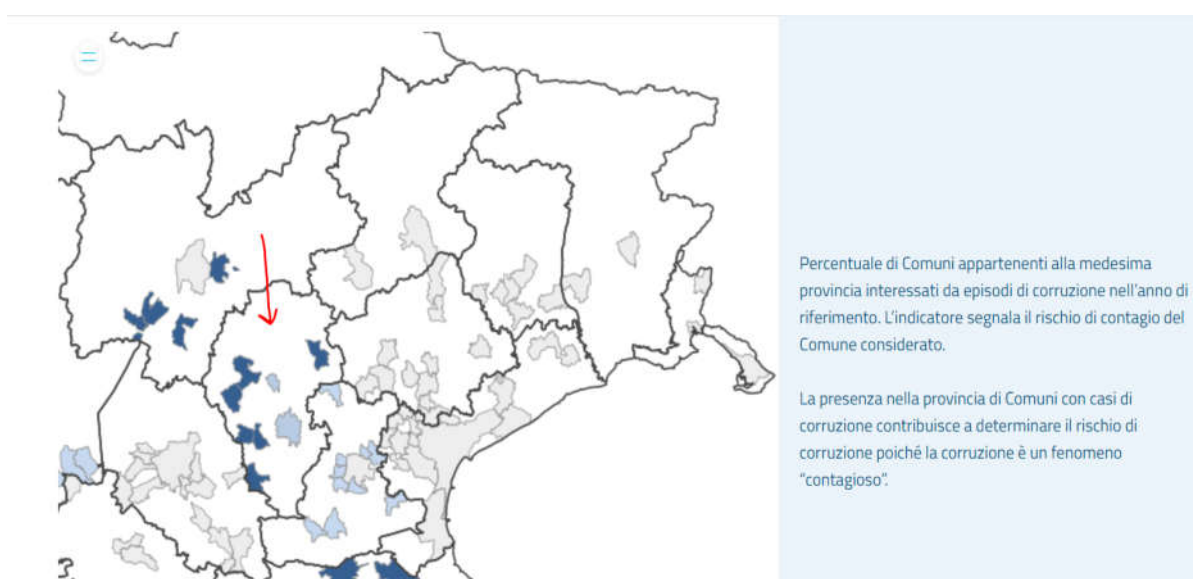 Percentuale di Comuni appartenenti alla medesima
provincia interessati da episodi di corruzione nell'anno di
riferimento. L'indicatore segnala il rischio di contagio del
Comune considerato.
La presenza nella provincia di Comuni con casi di
corruzione contribuisce a determinare il rischio di
corruzione poiché la corruzione è un fenomeno
"contagioso".